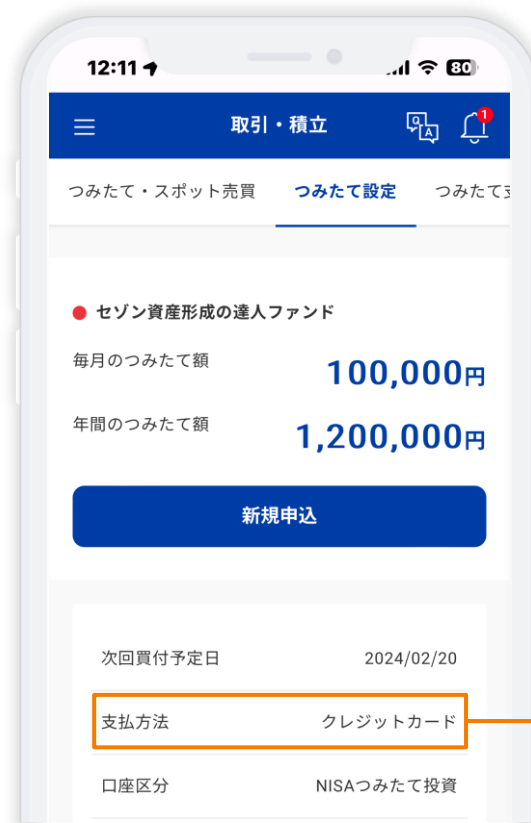 12:11
80
取引・積立
Q A
1
つみたて・スポット売買 つみたて設定 つみたて
セゾン資産形成の達人ファンド
毎月のつみたて額 100,000円
年間のつみたて額 1,200,000円
新規申込
次回買付予定日 2024/02/20
支払方法 クレジットカード
口座区分 NISAつみたて投資